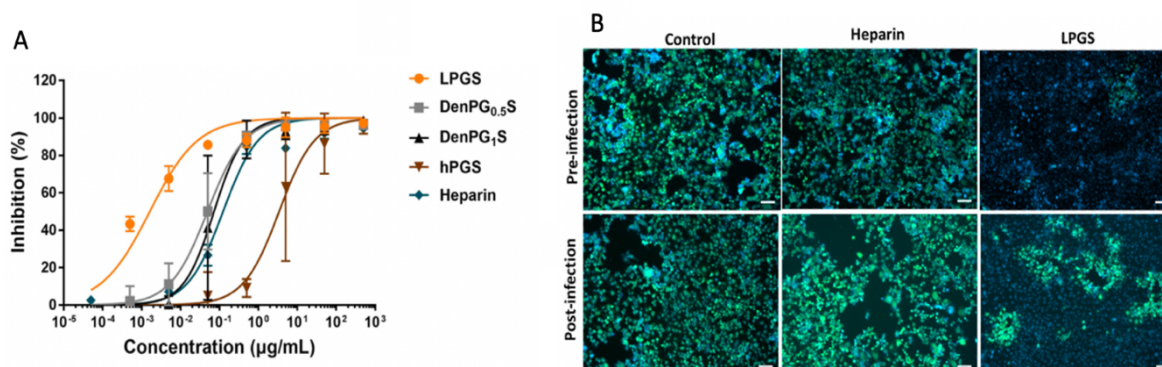 A
Inhibition (%)
120
100
80
60
40
20
0
10⁻⁵ 10⁻⁴ 10⁻³ 10⁻² 10⁻¹ 10⁰ 10¹ 10² 10³
Concentration (μg/mL)
LPGS
DenPG₀.₅S
DenPG₁S
hPGS
Heparin
B
Control Heparin LPGS
Pre-infection
Post-infection